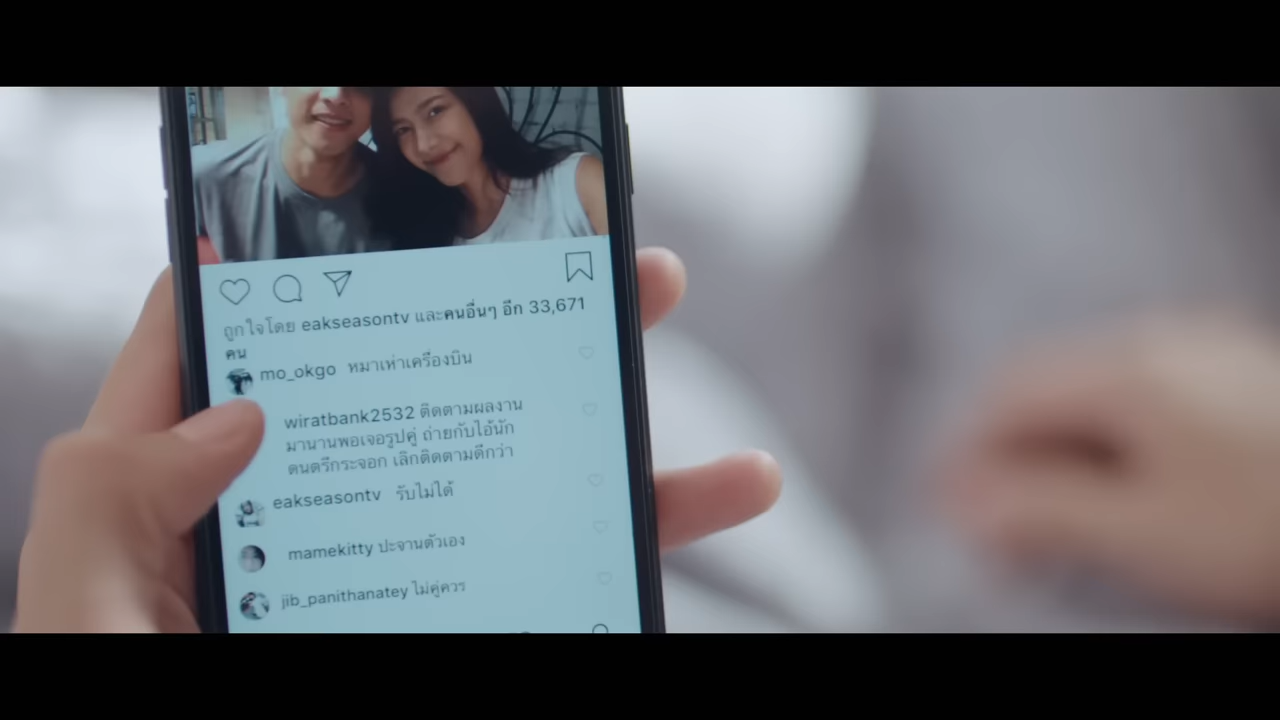 ถูกใจโดย eakseasontv และคนอื่นๆ อีก 33,671
คน
mo_okgo หมาเห่าเครื่องบิน
wiratbank2532 ติดตามผลงาน
มานานพอเจอรูปคู่ ถ่ายกับไอ้นัก
ดนตรีกระจอก เลิกติดตามดีกว่า
eakseasontv รับไม่ได้
mamekitty ปะจานตัวเอง
jib_panithanatey ไม่คู่ควร